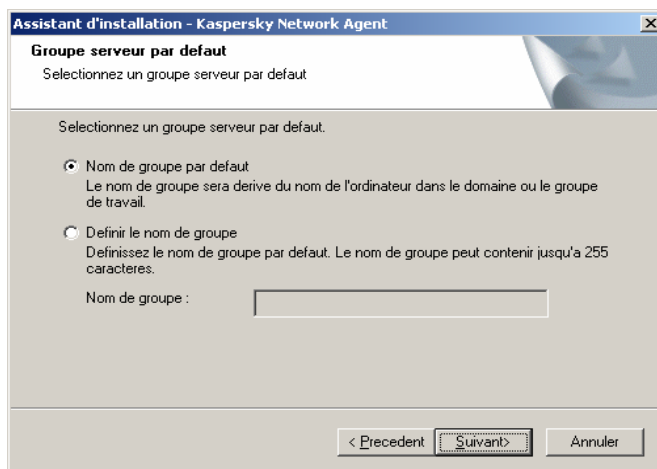 Assistant d'installation - Kaspersky Network Agent
Groupe serveur par defaut
Selectionnez un groupe serveur par defaut
Selectionnez un groupe serveur par defaut.
Nom de groupe par defaut
Le nom de groupe sera derive du nom de l'ordinateur dans le domaine ou le groupe
de travail.
Definir le nom de groupe
Definissez le nom de groupe par defaut. Le nom de groupe peut contenir jusqu'a 255
caracteres.
Nom de groupe :
< Precedent
Suivant>
Annuler